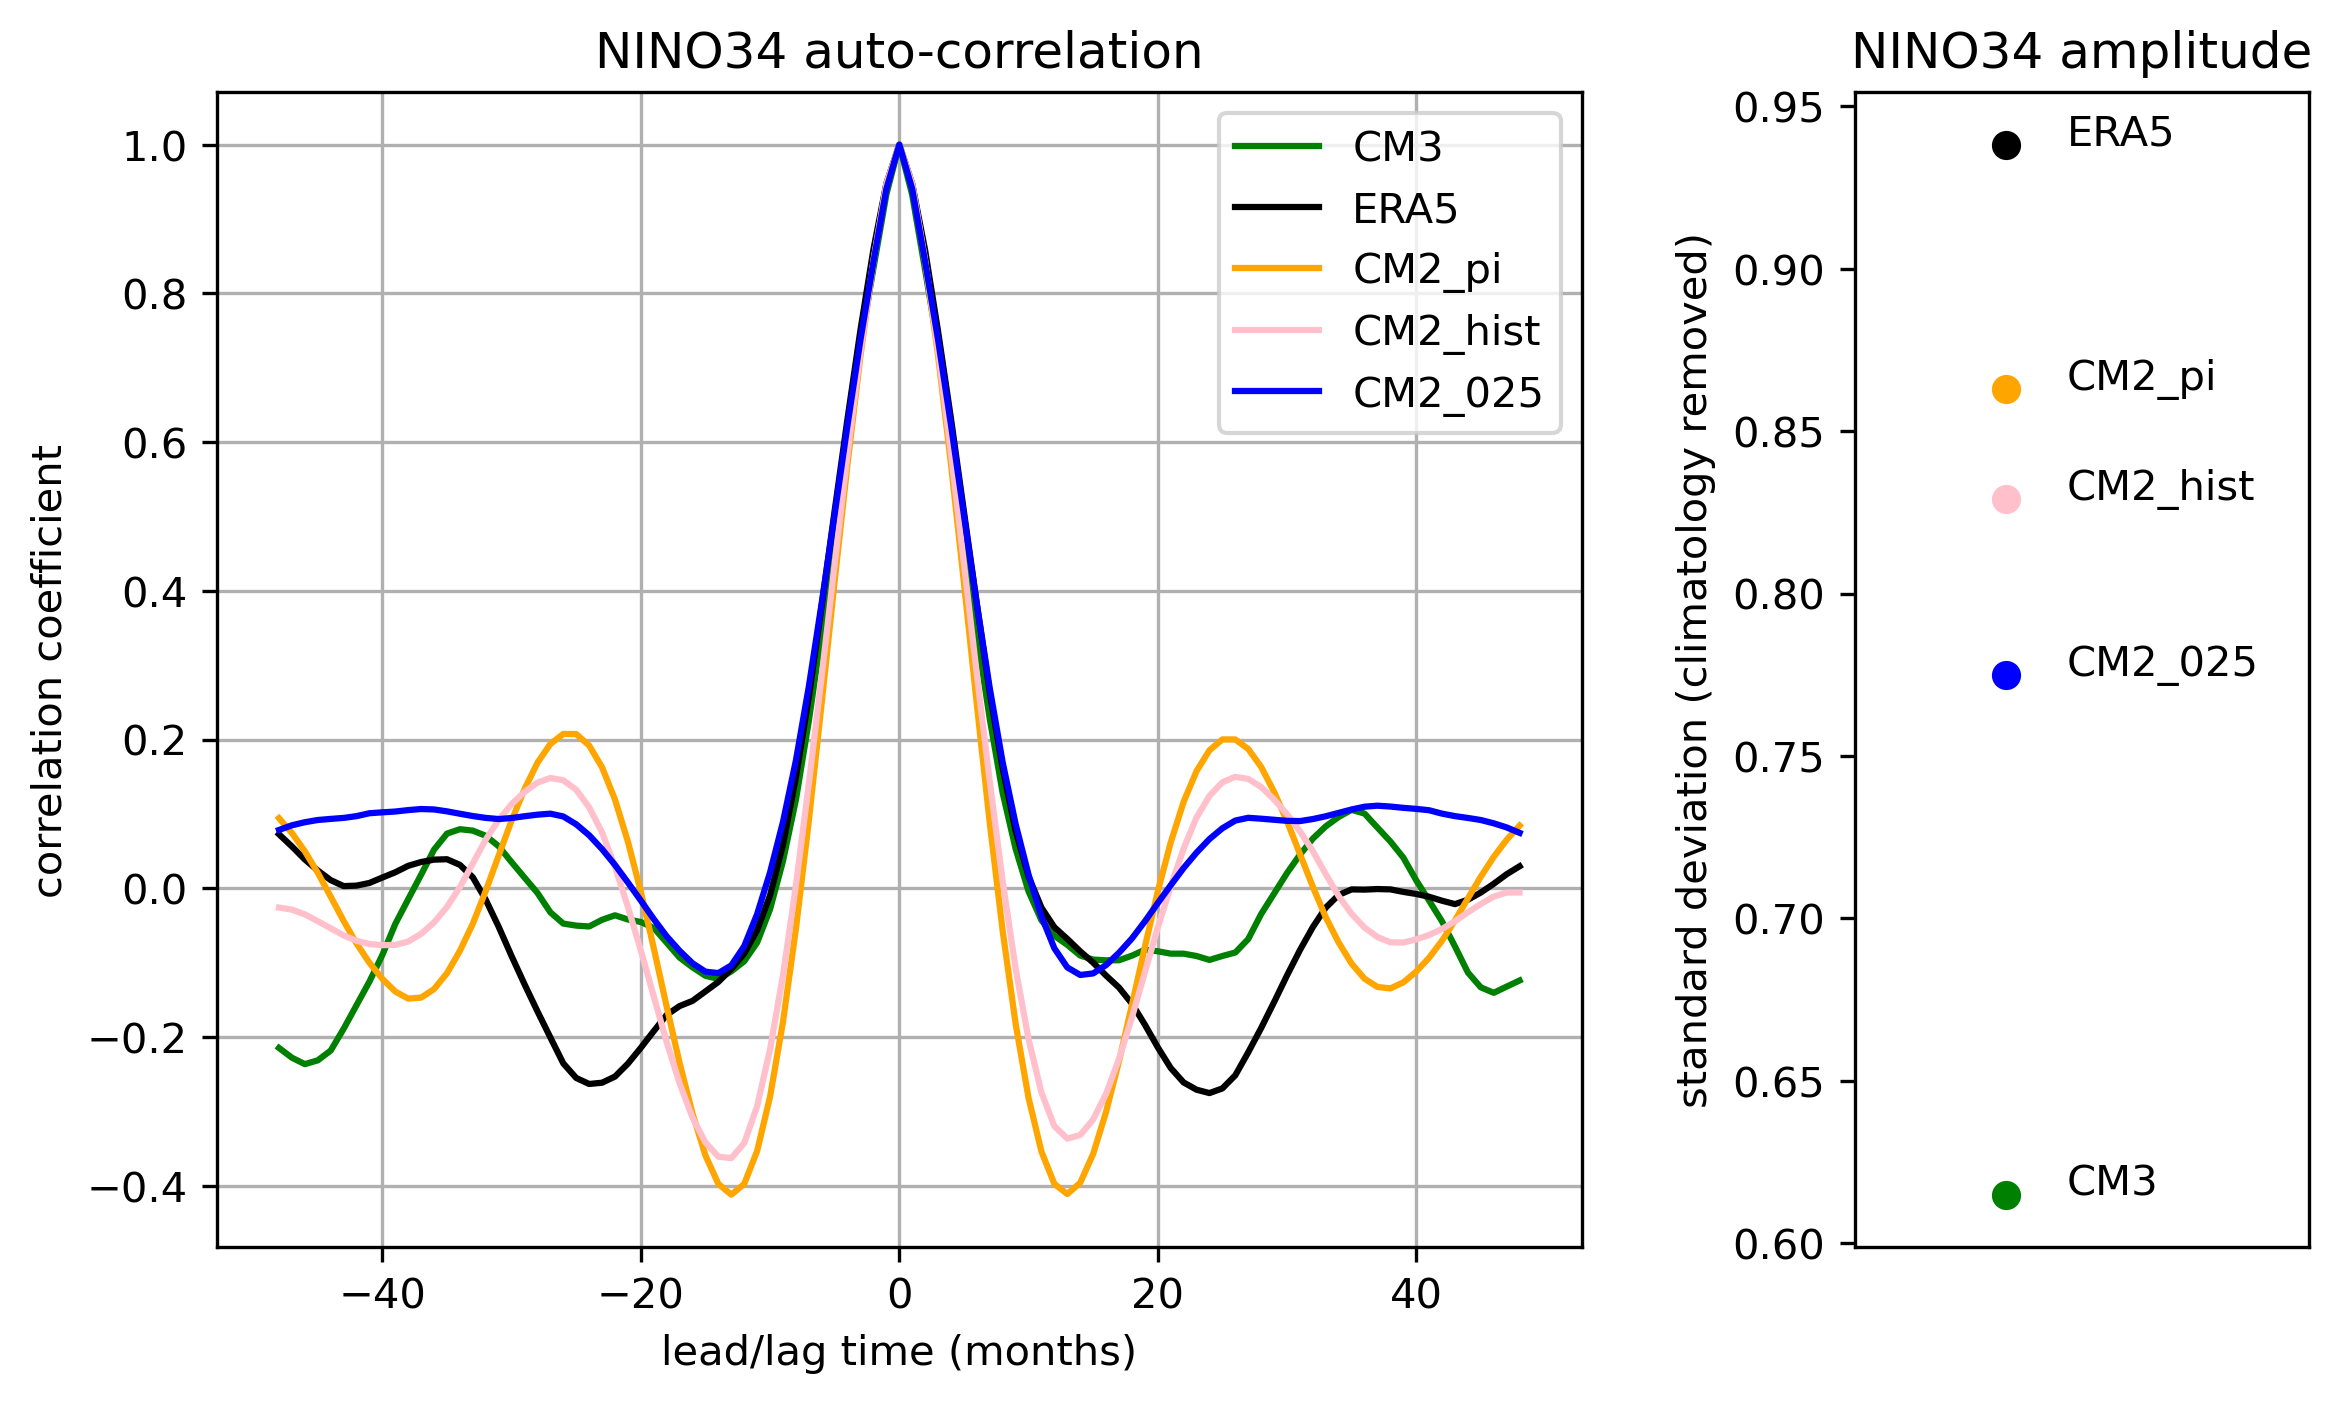 NINO34 auto-correlation
correlation coefficient
1.0
0.8
0.6
0.4
0.2
0.0
−0.2
−0.4
−40
−20
0
20
40
lead/lag time (months)
CM3
ERA5
CM2_pi
CM2_hist
CM2_025
NINO34 amplitude
standard deviation (climatology removed)
0.95
0.90
0.85
0.80
0.75
0.70
0.65
0.60
ERA5
CM2_pi
CM2_hist
CM2_025
CM3